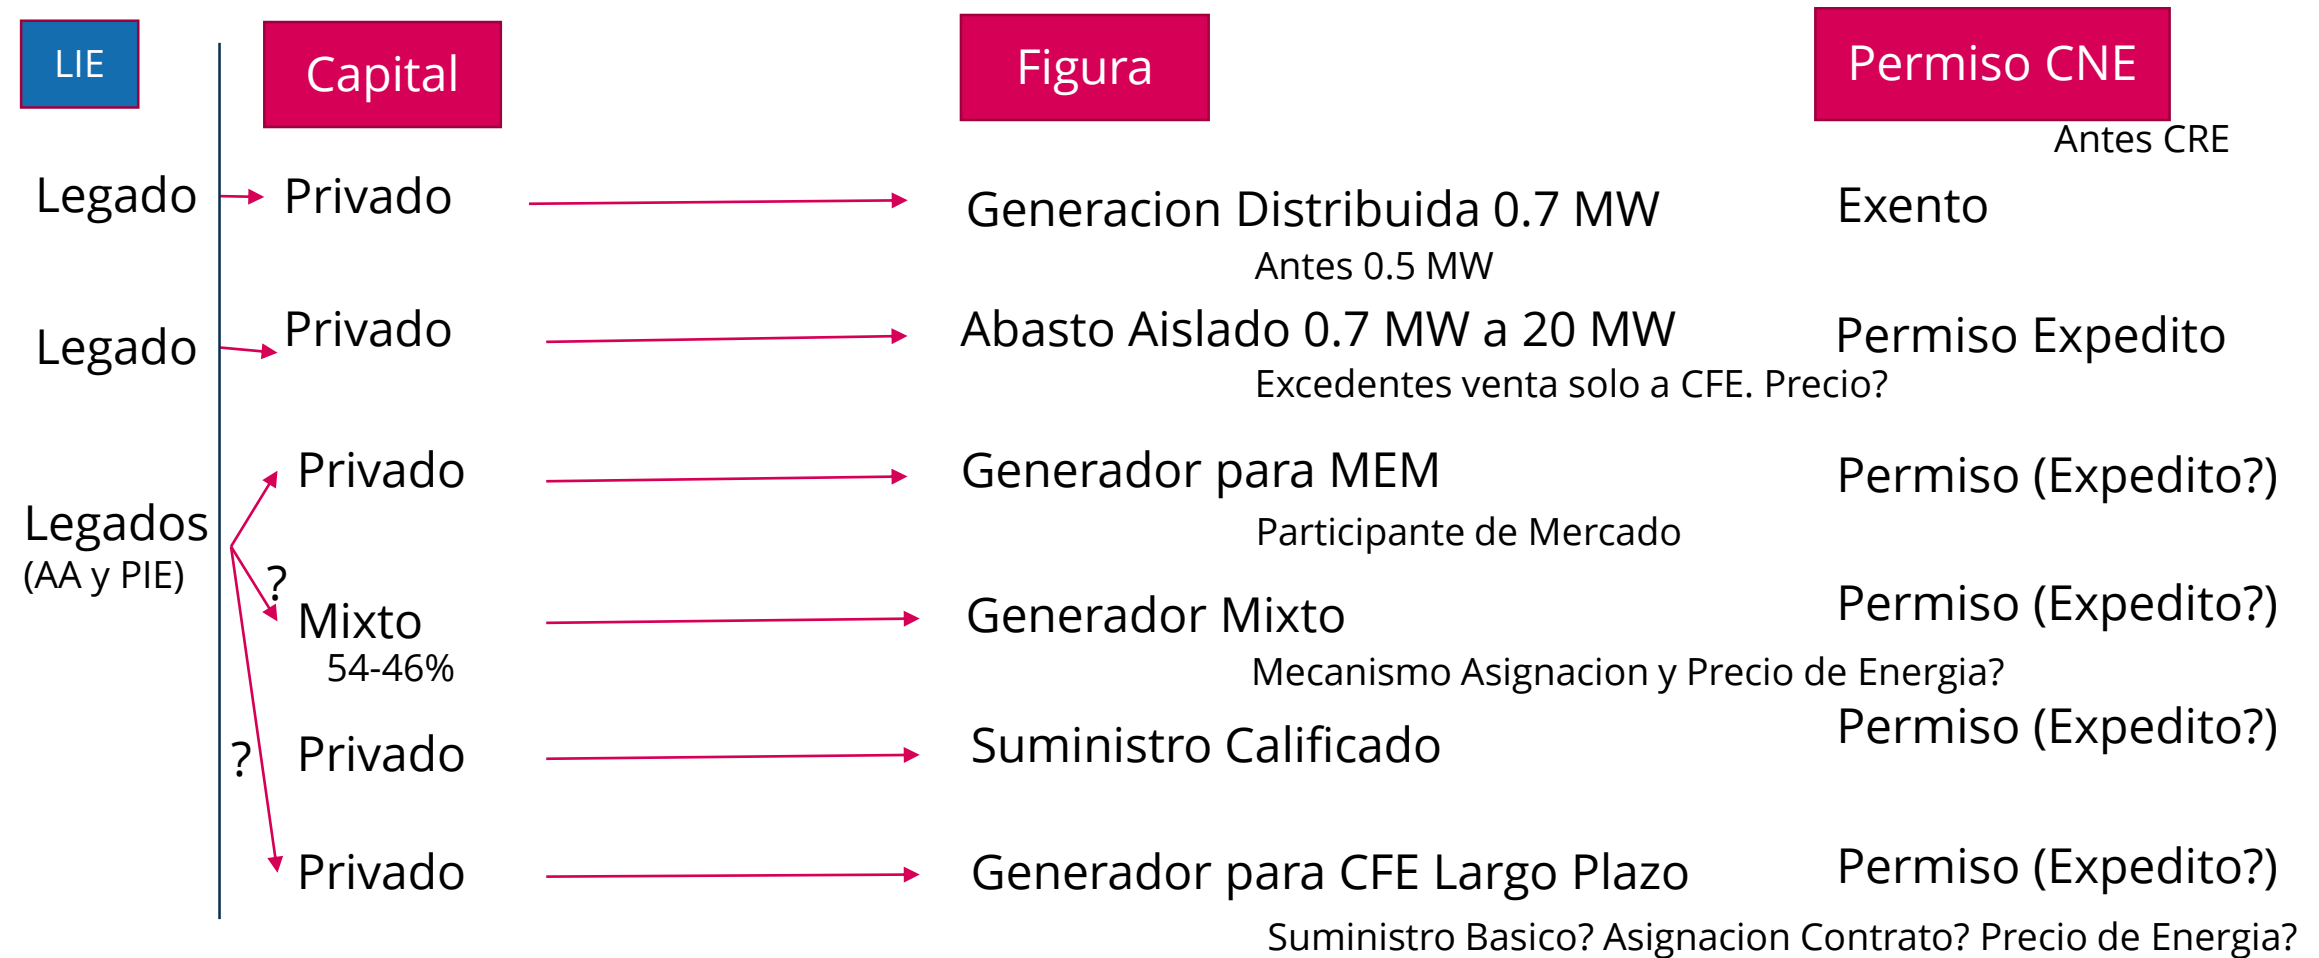 LIE
Capital
Figura
Permiso CNE
Antes CRE
Legado
Privado
Generacion Distribuida 0.7 MW
Exento
Antes 0.5 MW
Legado
Privado
Abasto Aislado 0.7 MW a 20 MW
Permiso Expedito
Excedentes venta solo a CFE. Precio?
Privado
Generador para MEM
Permiso (Expedito?)
Participante de Mercado
Legados
(AA y PIE)
?
Mixto
54-46%
Generador Mixto
Permiso (Expedito?)
Mecanismo Asignacion y Precio de Energia?
?
Privado
Suministro Calificado
Permiso (Expedito?)
Privado
Generador para CFE Largo Plazo
Permiso (Expedito?)
Suministro Basico? Asignacion Contrato? Precio de Energia?